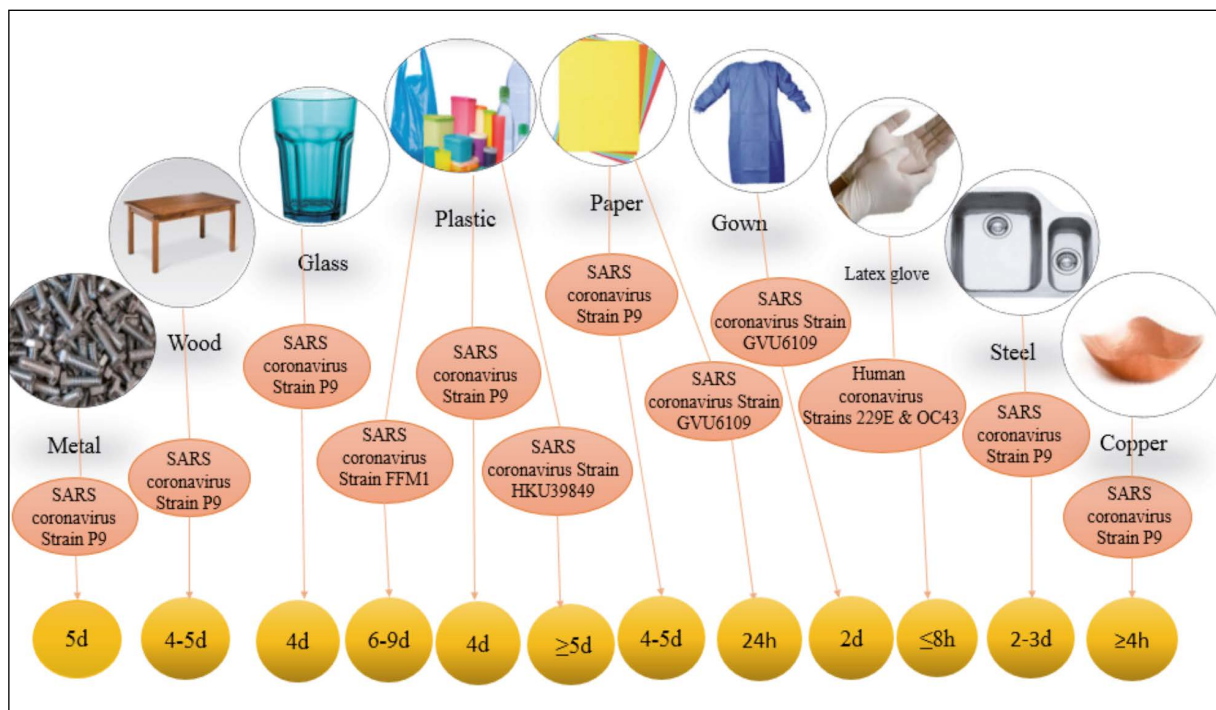 Metal
SARS
coronavirus
Strain P9
5d
Wood
SARS
coronavirus
Strain P9
4-5d
Glass
SARS
coronavirus
Strain P9
4d
Plastic
SARS
coronavirus
Strain FFM1
6-9d
SARS
coronavirus
Strain P9
4d
SARS
coronavirus Strain
HKU39849
≥5d
Paper
SARS
coronavirus
Strain P9
4-5d
SARS
coronavirus Strain
GVU6109
24h
Gown
SARS
coronavirus Strain
GVU6109
2d
Latex glove
Human
coronavirus
Strains 229E & OC43
≤8h
Steel
SARS
coronavirus
Strain P9
2-3d
Copper
SARS
coronavirus
Strain P9
≥4h